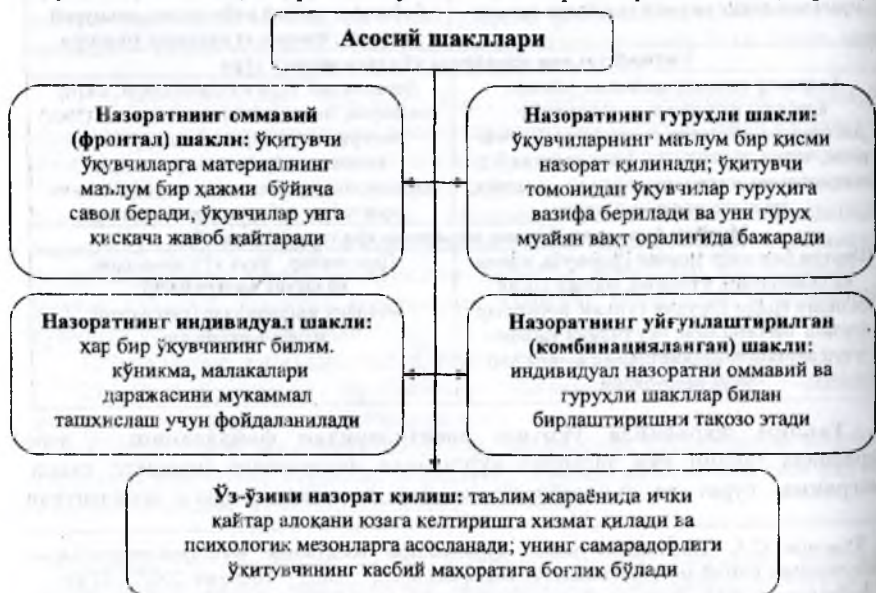 Асосий шакллари
Назоратнинг оммавий
(фронтал) шакли: ўқитувчи
ўқувчиларга материалнинг
маълум бир ҳажми бўйича
савол беради, ўқувчилар унга
қисқача жавоб қайтаради
Назоратнинг гуруҳли шакли:
ўқувчиларнинг маълум бир қисми
назорат қилинади; ўқитувчи
томонидан ўқувчилар гуруҳига
вазифа берилади ва уни гуруҳ
муайян вақт оралиғида бажаради
Назоратнинг индивидуал шакли:
ҳар бир ўқувчининг билим,
кўникма, малакалари
даражасини мукаммал
ташхислаш учун фойдаланилади
Назоратнинг уйғунлаштирилган
(комбинацияланган) шакли:
индивидуал назоратни оммавий ва
гуруҳли шакллар билан
бирлаштиришни тақозо этади
Ўз-ўзини назорат қилиш: таълим жараёнида ички
қайтар алоқани юзага келтиришга хизмат қилади ва
психологик мезонларга асосланади; унинг самарадорлиги
ўқитувчининг касбий маҳоратига боғлиқ бўлади